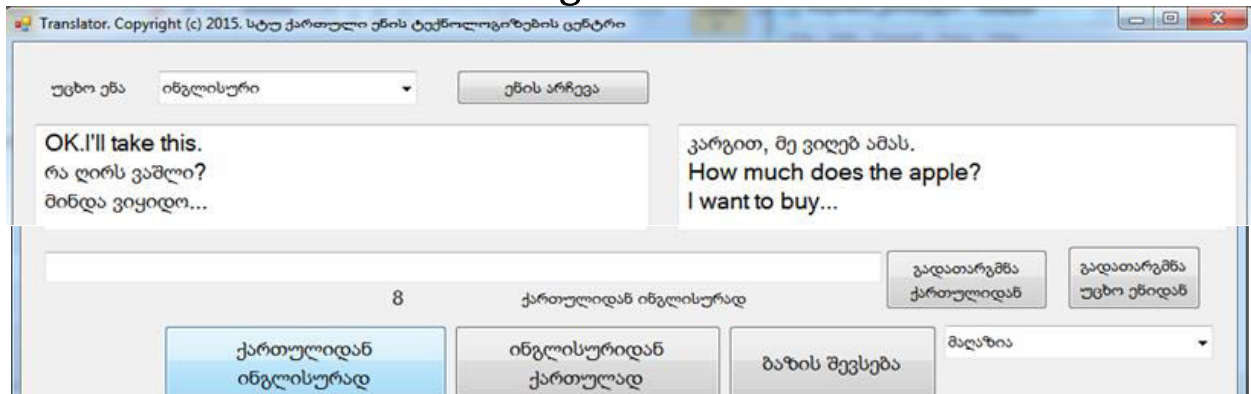 Translator. Copyright (c) 2015. სტუ ქართული ენის ტექნოლოგიზების ცენტრი
უცხო ენა ინგლისური ენის არჩევა
OK.I'll take this.
რა ღირს ვაშლი?
მინდა ვიყიდო...
კარგით, მე ვიღებ ამას.
How much does the apple?
I want to buy...
გადათარგმნა
ქართულიდან
გადათარგმნა
უცხო ენიდან
8 ქართულიდან ინგლისურად
ქართულიდან
ინგლისურად
ინგლისურიდან
ქართულად
ბაზის შევსება
მაღაზია